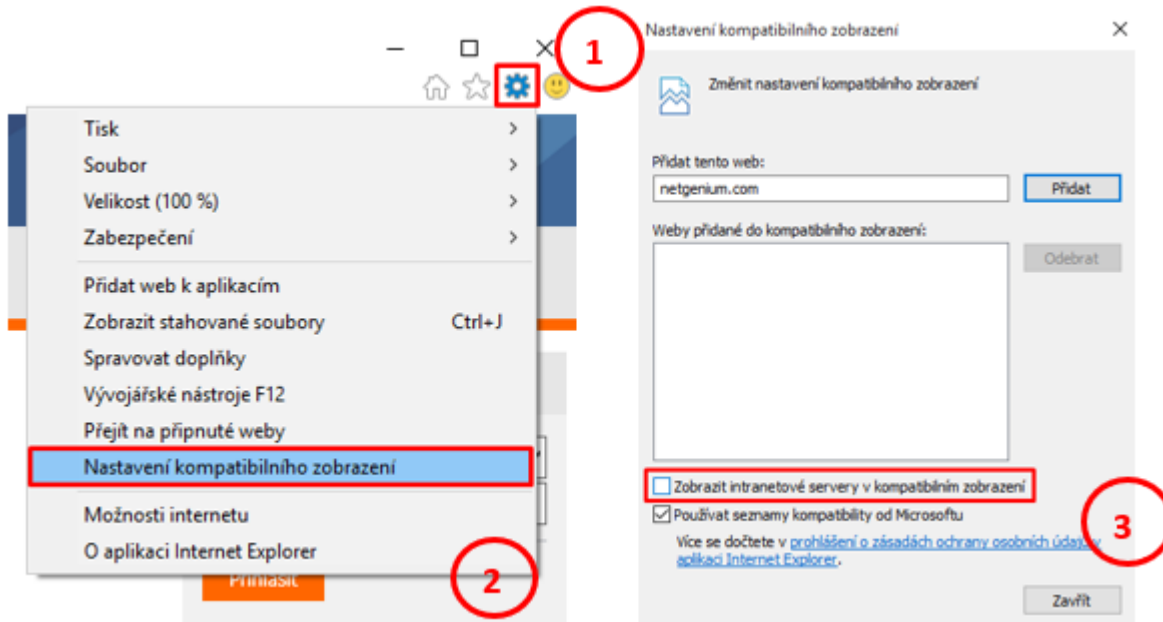 1
Tisk
Soubor
Velikost (100 %)
Zabezpečení
Přidat web k aplikacím
Zobrazit stahované soubory Ctrl+J
Spravovat doplňky
Vývojářské nástroje F12
Přejít na připnuté weby
Nastavení kompatibilního zobrazení
Možnosti internetu
O aplikaci Internet Explorer
Přihlásit
2
Nastavení kompatibilního zobrazení
Změnit nastavení kompatibilního zobrazení
Přidat tento web:
netgenium.com Přidat
Weby přidané do kompatibilního zobrazení:
Odebrat
Zobrazit intranetové servery v kompatibilním zobrazení
Používat seznamy kompatibility od Microsoftu
Více se dočtete v prohlášení o zásadách ochrany osobních údajů v
aplikaci Internet Explorer.
3
Zavřít